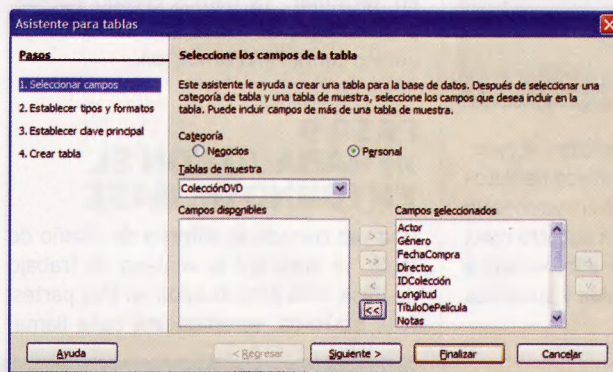 Asistente para tablas
Pasos
1. Seleccionar campos
2. Establecer tipos y formatos
3. Establecer clave principal
4. Crear tabla
Seleccione los campos de la tabla
Este asistente le ayuda a crear una tabla para la base de datos. Después de seleccionar una
categoría de tabla y una tabla de muestra, seleccione los campos que desea incluir en la
tabla. Puede incluir campos de más de una tabla de muestra.
Categoría
Negocios
Personal
Tablas de muestra
ColecciónDVD
Campos disponibles
Campos seleccionados
>
>>
<
<<
Actor
Género
FechaCompra
Director
IDColección
Longitud
TítuloDePelícula
Notas
Ayuda
< Regresar
Siguiente >
Finalizar
Cancelar